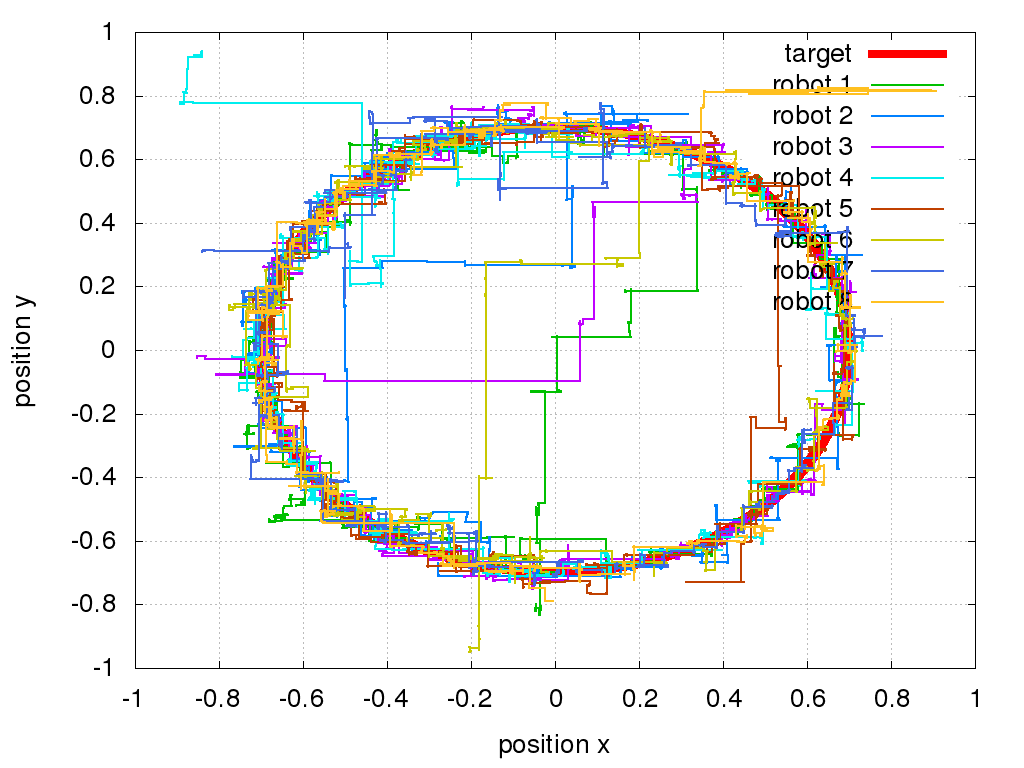 1
0.8
0.6
0.4
0.2
0
-0.2
-0.4
-0.6
-0.8
-1
position y
target
robot 1
robot 2
robot 3
robot 4
robot 5
robot 6
robot 7
robot 8
-1 -0.8 -0.6 -0.4 -0.2 0 0.2 0.4 0.6 0.8 1
position x